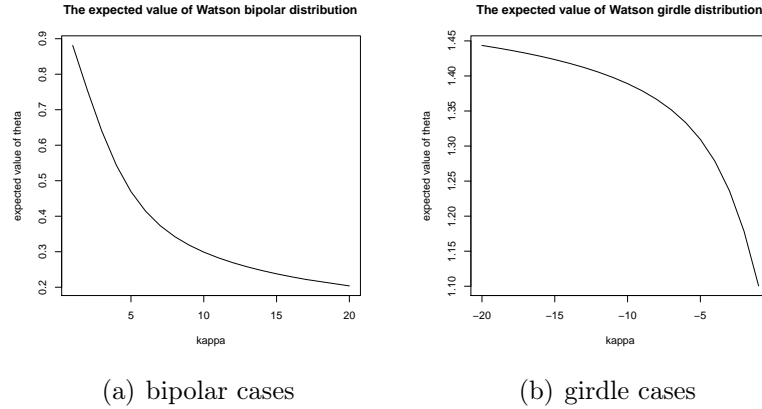 The expected value of Watson bipolar distribution
expected value of theta
0.2 0.3 0.4 0.5 0.6 0.7 0.8 0.9
5 10 15 20
kappa
(a) bipolar cases
The expected value of Watson girdle distribution
expected value of theta
1.10 1.15 1.20 1.25 1.30 1.35 1.40 1.45
−20 −15 −10 −5
kappa
(b) girdle cases